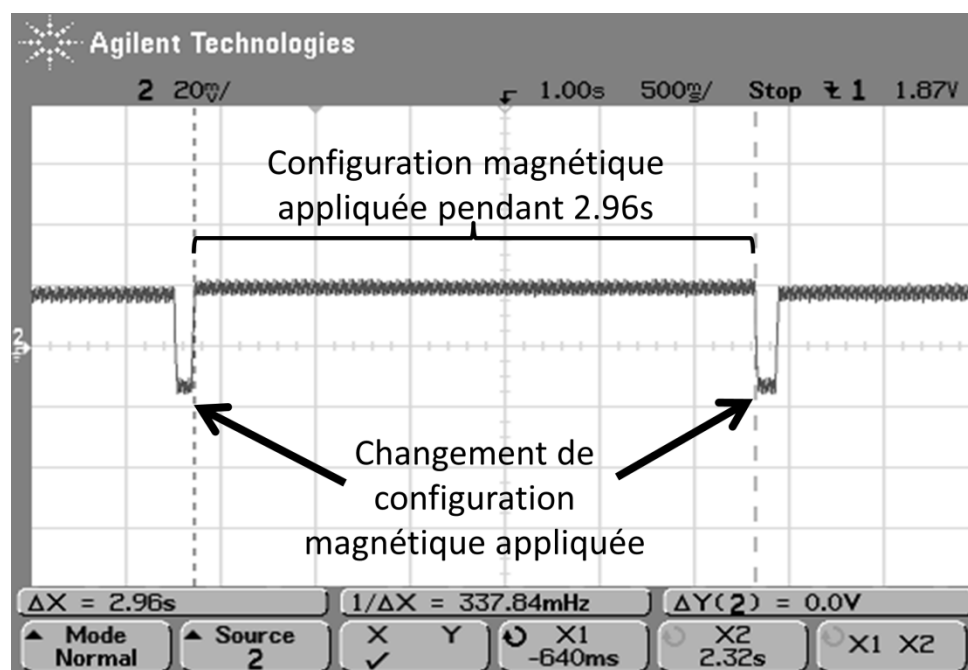 Agilent Technologies
2 20mV/ 1.00s 500ms/ Stop 1 1.87V
Configuration magnétique
appliquée pendant 2.96s
2
Changement de
configuration
magnétique appliquée
ΔX = 2.96s 1/ΔX = 337.84mHz ΔY(2) = 0.0V
Mode Source X Y X1 X2 X1 X2
Normal 2 ✓ -640ms 2.32s